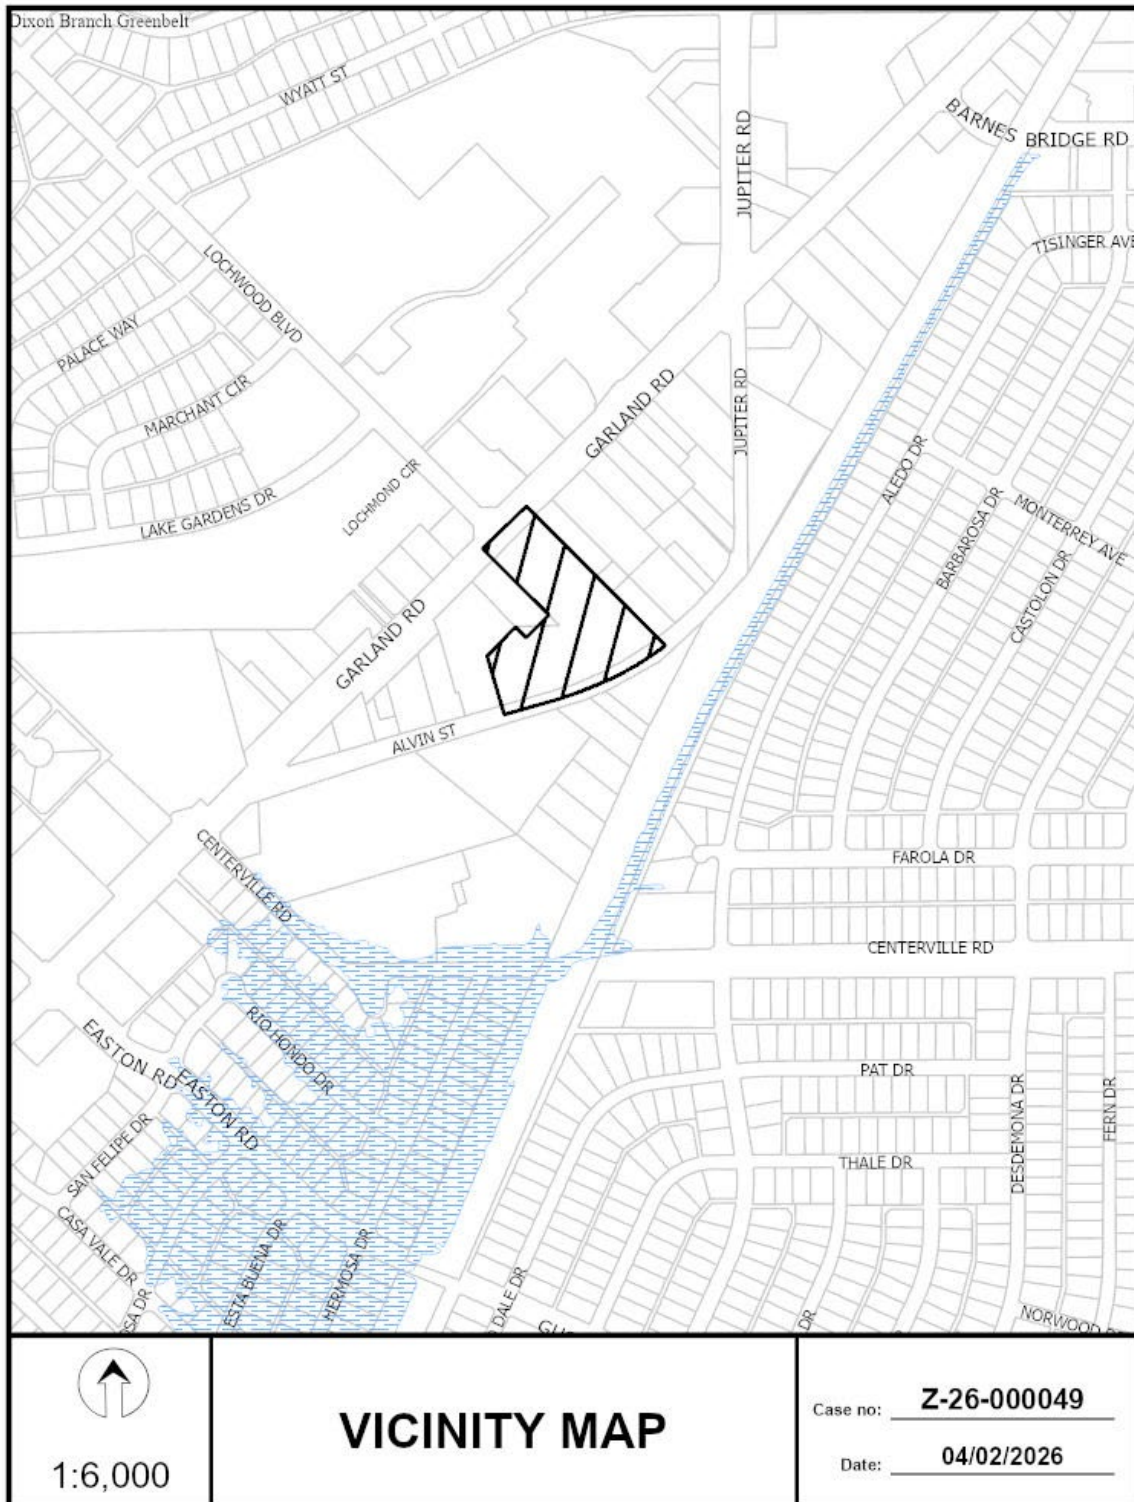 Dixon Branch Greenbelt
WYATT ST
BARNES BRIDGE RD
JUPITER RD
TISINGER AVE
LOCHWOOD BLVD
PALACE WAY
MARCHANT CIR
GARLAND RD
JUPITER RD
LOCHMOND CIR
LAKE GARDENS DR
ALEDO DR
BARBAROSA DR
MONTERREY AVE
CASTOLON DR
GARLAND RD
ALVIN ST
CENTERVILLE RD
FAROLA DR
CENTERVILLE RD
RIO HONDO DR
EASTON RD
EASTON RD
PAT DR
DESDEMONA DR
FERN DR
SAN FELIPE DR
THALE DR
CASA VALE DR
ESTA BUENA DR
HERMOSA DR
OSA DR
DALE DR
DR
NORWOOD
1:6,000
VICINITY MAP
Case no: Z-26-000049
Date: 04/02/2026